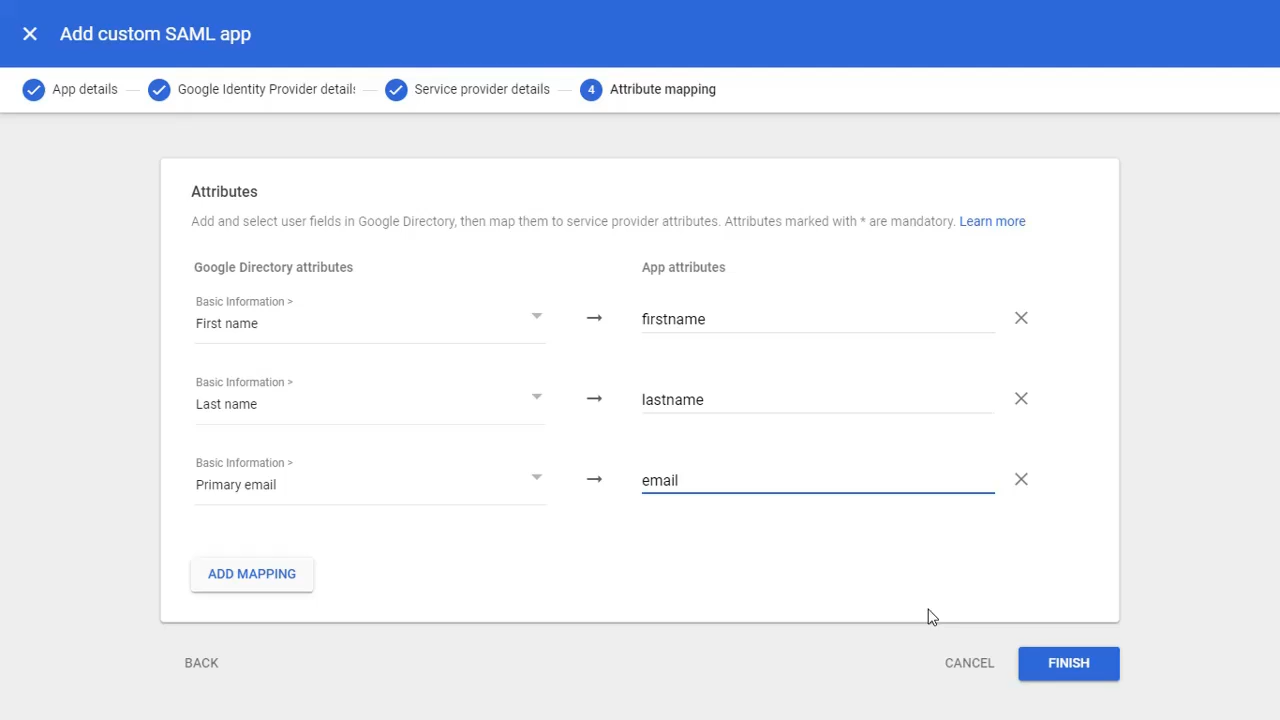 Add custom SAML app
App details
Google Identity Provider details
Service provider details
4 Attribute mapping
Attributes
Add and select user fields in Google Directory, then map them to service provider attributes. Attributes marked with * are mandatory. Learn more
Google Directory attributes
App attributes
Basic Information >
First name
firstname
Basic Information >
Last name
lastname
Basic Information >
Primary email
email
ADD MAPPING
BACK
CANCEL
FINISH